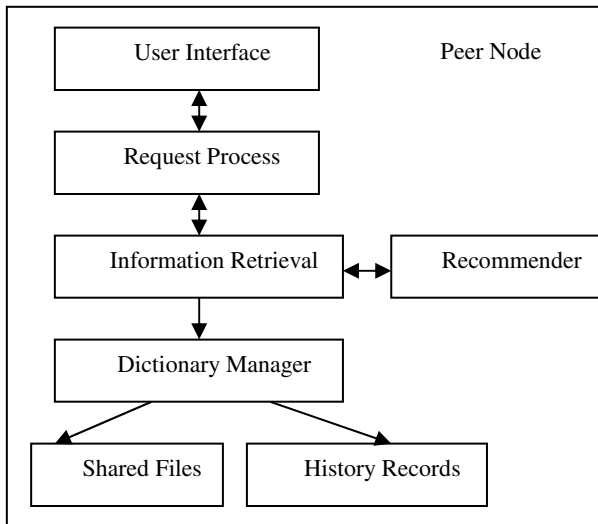 User Interface
Peer Node
Request Process
Information Retrieval
Recommender
Dictionary Manager
Shared Files
History Records